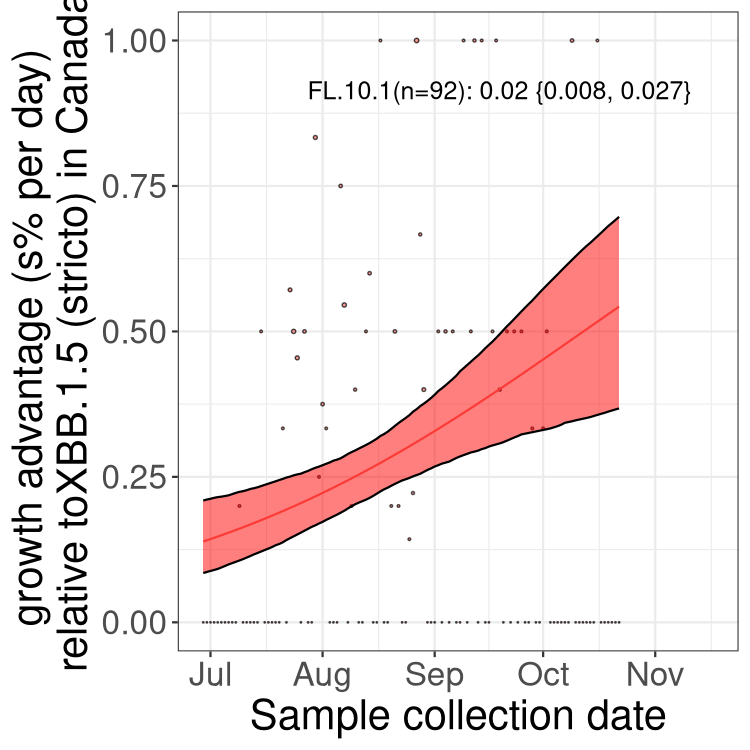 growth advantage (s% per day)
relative toXBB.1.5 (stricto) in Canada
1.00
0.75
0.50
0.25
0.00
FL.10.1(n=92): 0.02 {0.008, 0.027}
Jul Aug Sep Oct Nov
Sample collection date